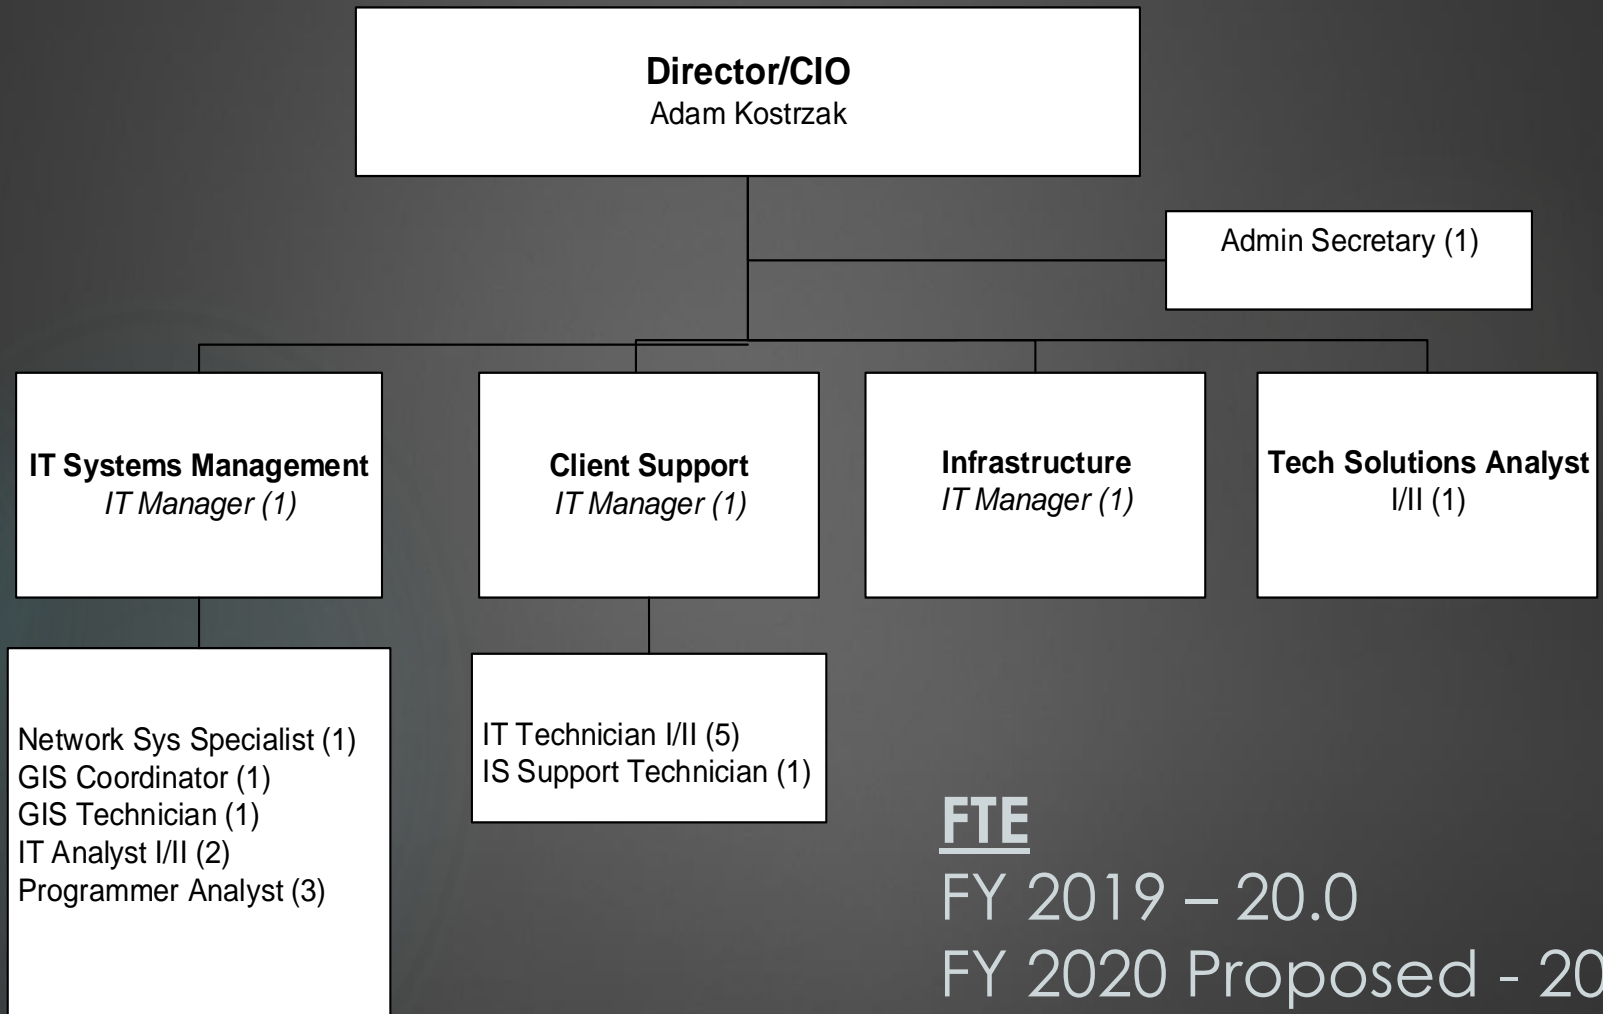 Director/CIO
Adam Kostrzak
Admin Secretary (1)
IT Systems Management
IT Manager (1)
Client Support
IT Manager (1)
Infrastructure
IT Manager (1)
Tech Solutions Analyst
I/II (1)
Network Sys Specialist (1)
GIS Coordinator (1)
GIS Technician (1)
IT Analyst I/II (2)
Programmer Analyst (3)
IT Technician I/II (5)
IS Support Technician (1)
FTE
FY 2019 – 20.0
FY 2020 Proposed - 20